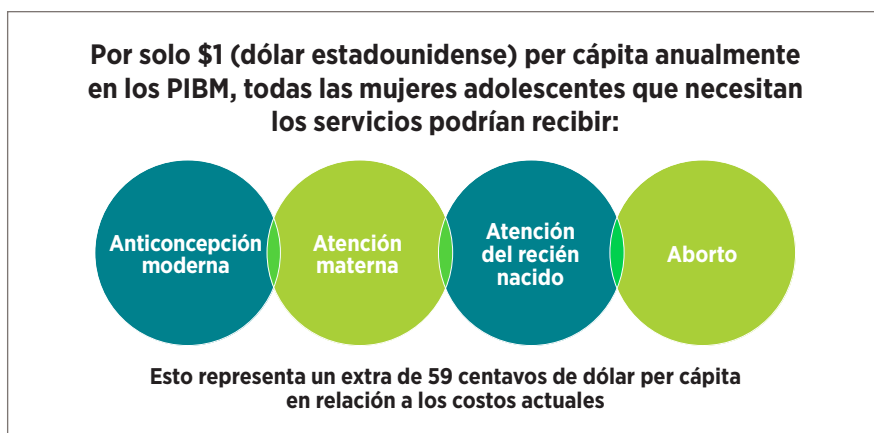 Por solo $1 (dólar estadounidense) per cápita anualmente
en los PIBM, todas las mujeres adolescentes que necesitan
los servicios podrían recibir:
Anticoncepción
moderna
Atención
materna
Atención
del recién
nacido
Aborto
Esto representa un extra de 59 centavos de dólar per cápita
en relación a los costos actuales